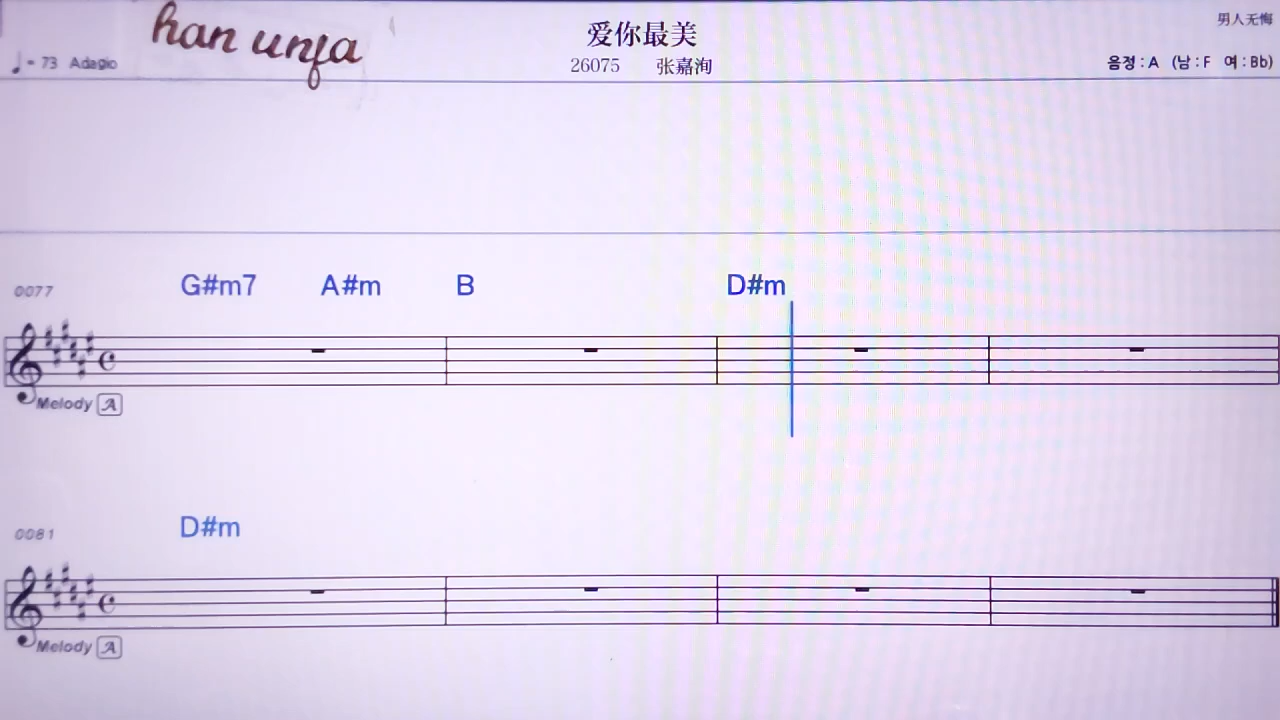 han unja
爱你最美
男人无悔
♩ = 73 Adagio
26075 张嘉洵
음정 : A (남 : F 여 : Bb)
0077 G#m7 A#m B D#m
Melody A
0081 D#m
Melody A